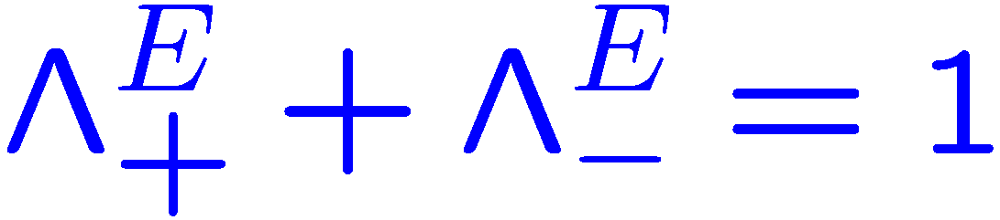 Λ₊ᴱ + Λ₋ᴱ = 1